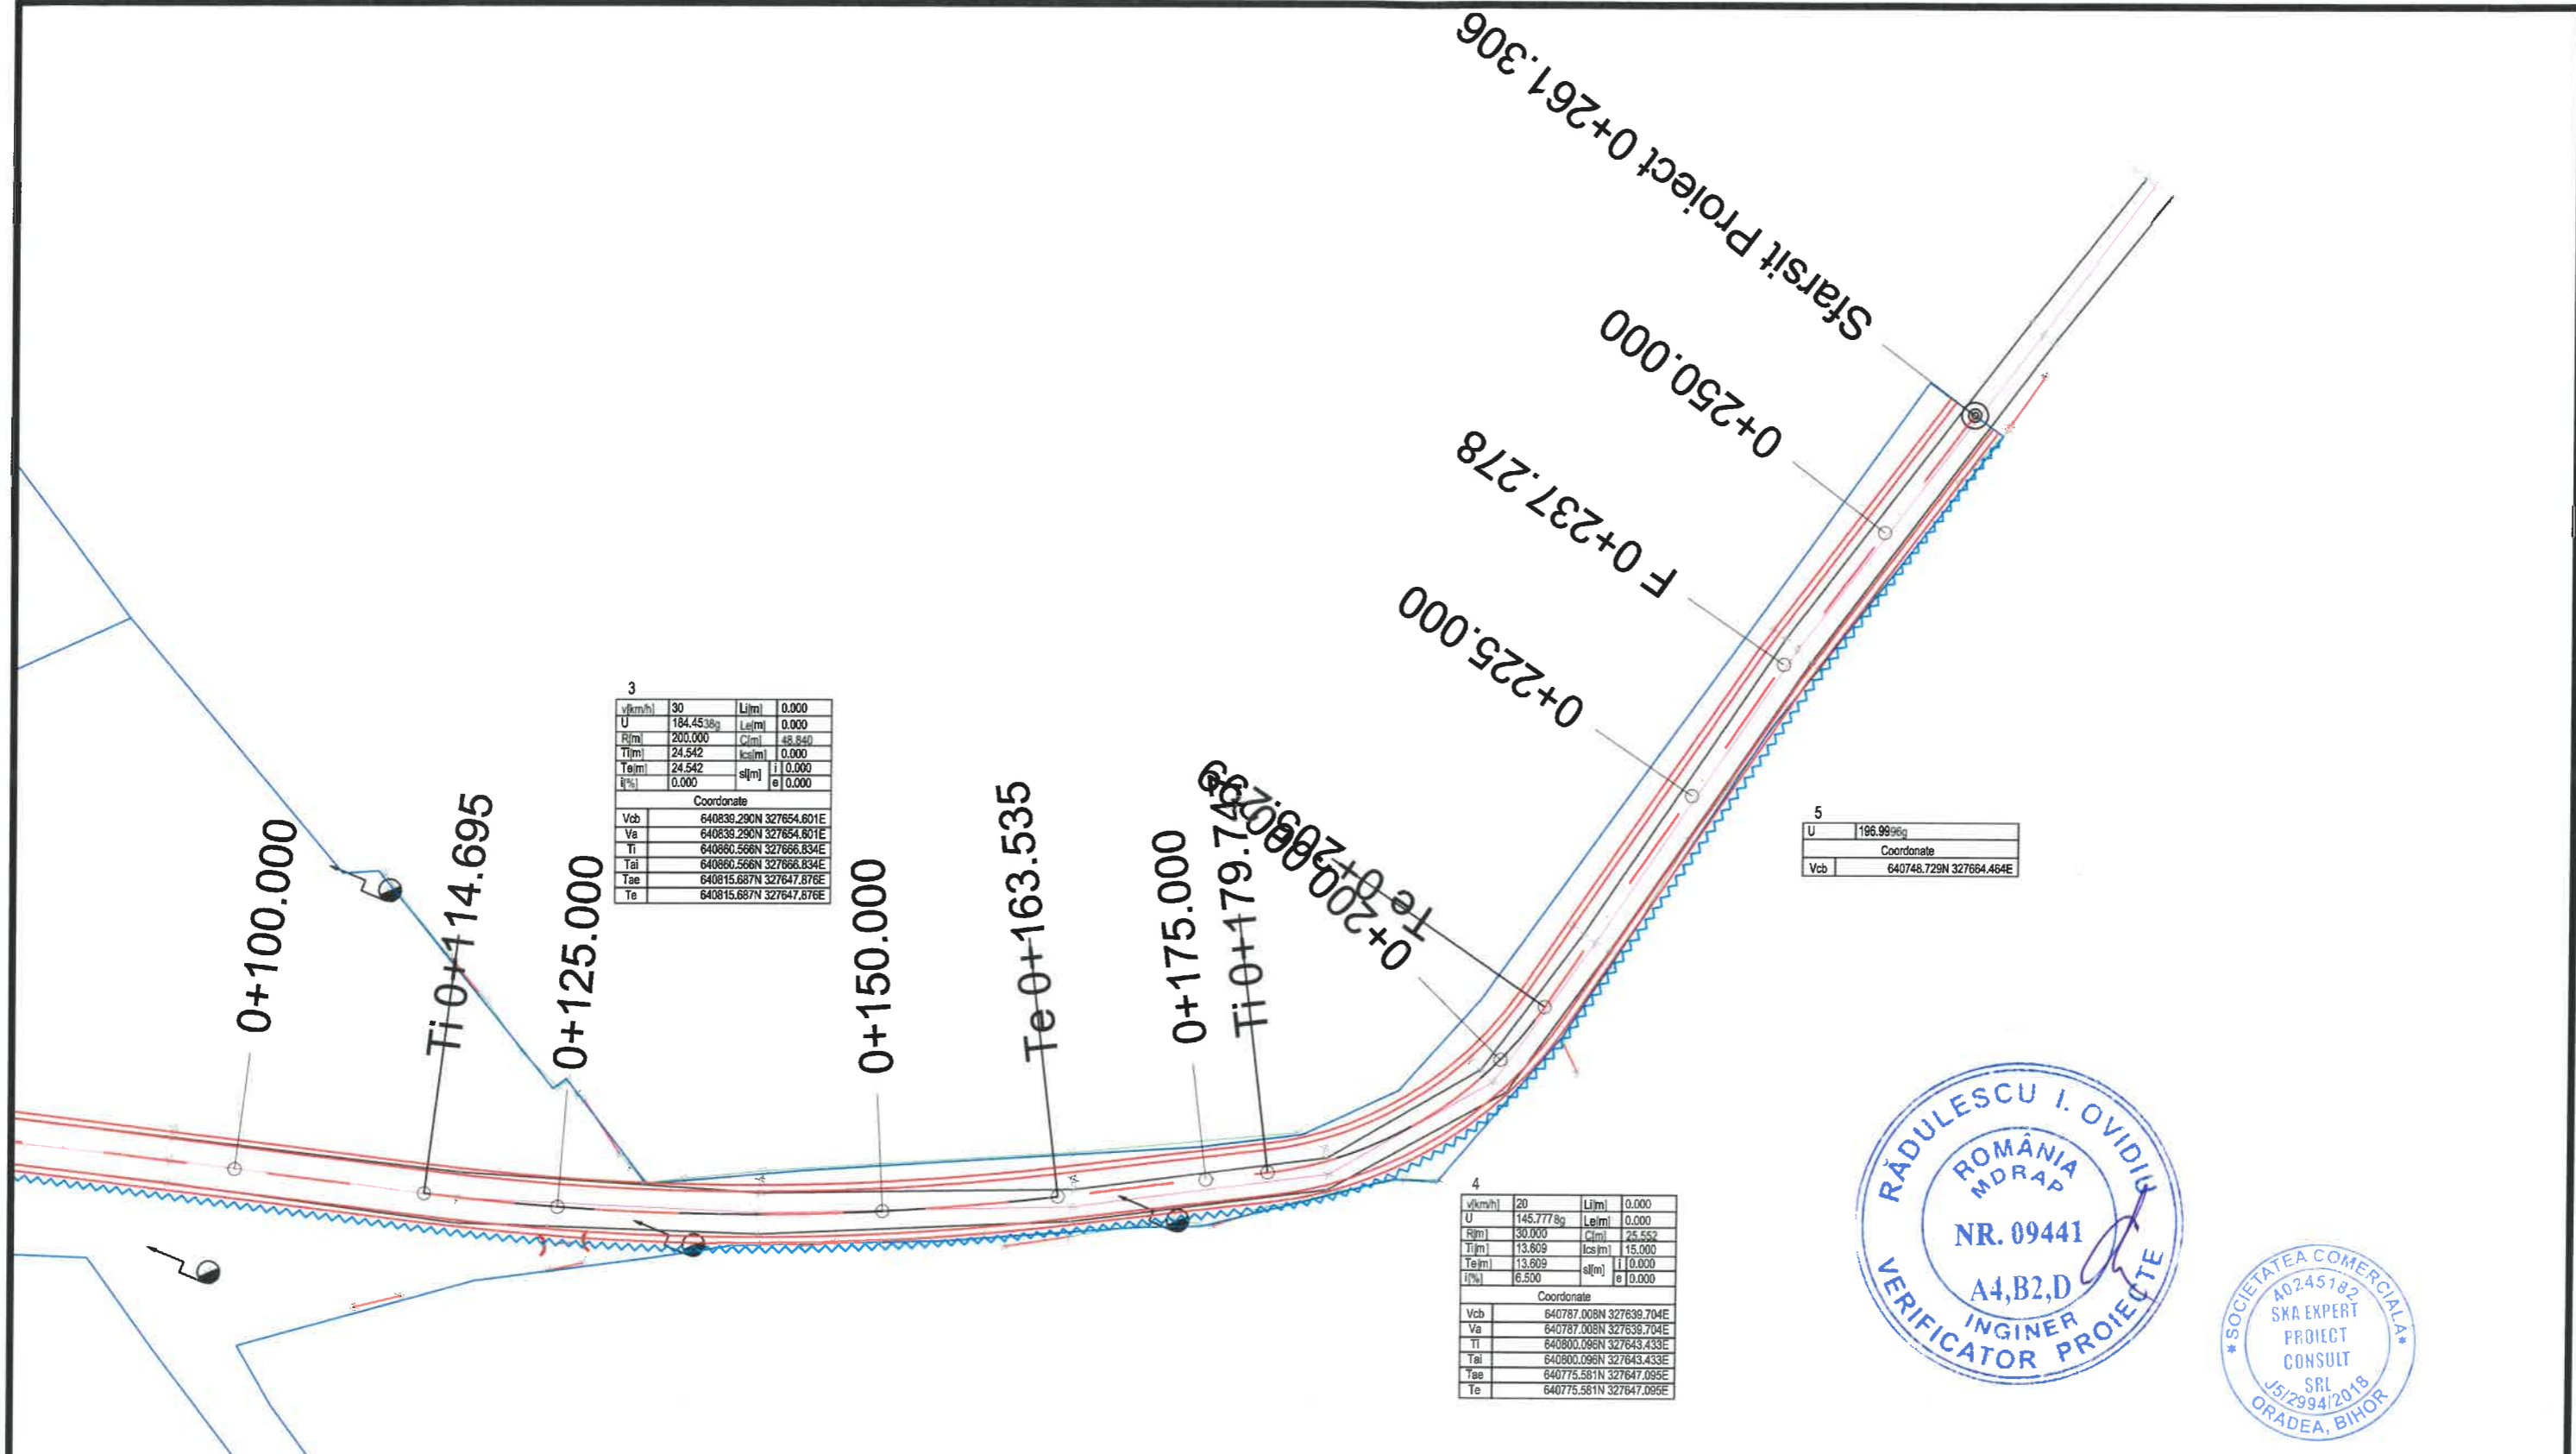 Sfarsit Proiect 0+261.306
0+250.000
F 0+237.278
0+225.000
0+200.000
0+100.000
Ti 0+114.695
0+125.000
0+150.000
Te 0+163.535
0+175.000
3
v[km/h] 30 Li[m] 0.000
U 184.4538g Le[m] 0.000
R[m] 200.000 C[m] 48.840
Ti[m] 24.542 lcs[m] 0.000
Te[m] 24.542 sl[m] i 0.000
i[%] 0.000 e 0.000
Coordonate
Vcb 640839.290N 327654.601E
Va 640839.290N 327654.601E
Ti 640860.566N 327666.834E
Tai 640860.566N 327666.834E
Tae 640815.687N 327647.876E
Te 640815.687N 327647.876E
5
U 196.9996g
Coordonate
Vcb 640748.729N 327664.464E
4
v[km/h] 20 Li[m] 0.000
U 145.7778g Le[m] 0.000
R[m] 30.000 C[m] 25.552
Ti[m] 13.609 lcs[m] 15.000
Te[m] 13.609 sl[m] i 0.000
i[%] 6.500 e 0.000
Coordonate
Vcb 640787.008N 327639.704E
Va 640787.008N 327639.704E
Ti 640800.096N 327643.433E
Tai 640800.096N 327643.433E
Tae 640775.581N 327647.095E
Te 640775.581N 327647.095E
RĂDULESCU I. OVIDIU
ROMÂNIA
MDRAP
NR. 09441
A4,B2,D
INGINER
VERIFICATOR PROIECTE
* SOCIETATEA COMERCIALA *
40245182
SKA EXPERT
PROIECT
CONSULT
SRL
J5/2994/2018
ORADEA, BIHOR